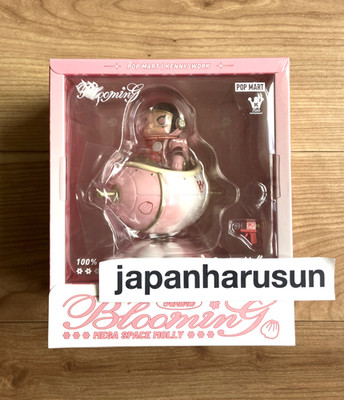 POP MART | KENNYSWORK
BloominG
POP MART
100%
japanharusun
BloominG
MEGA SPACE MOLLY